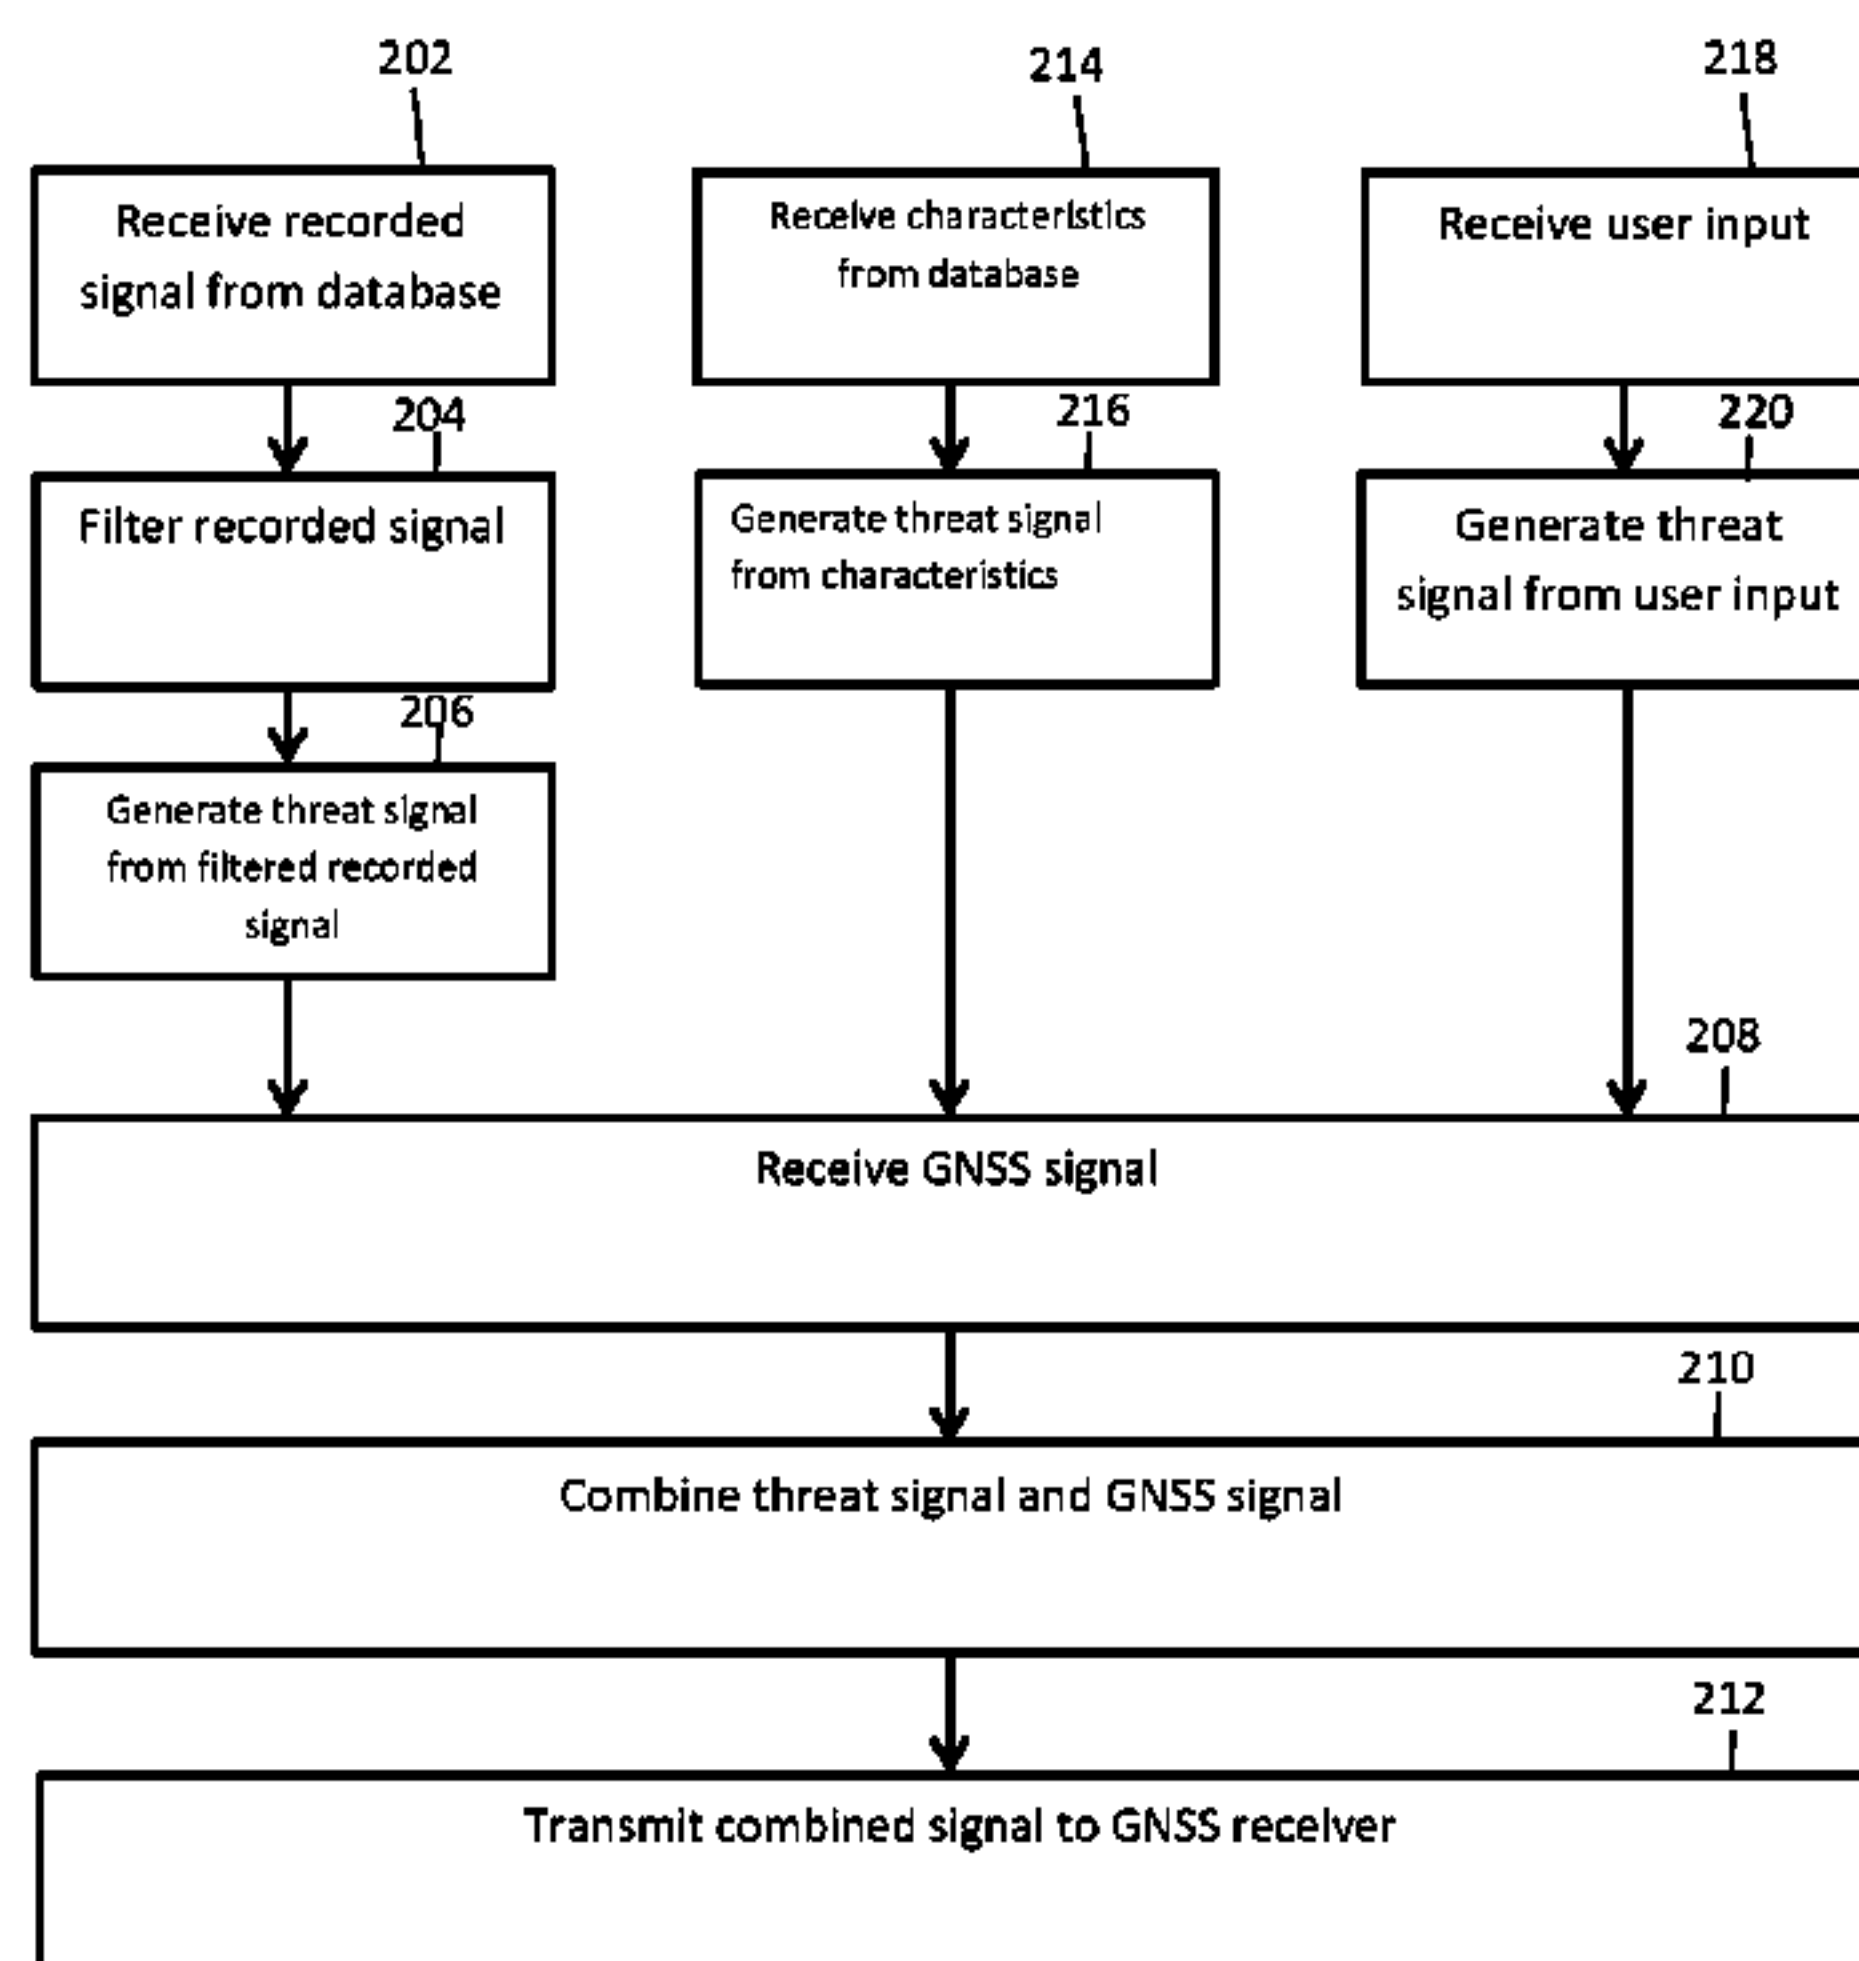 202
214
218
Receive recorded
signal from database
Receive characteristics
from database
Receive user input
204
216
220
Filter recorded signal
Generate threat signal
from characteristics
Generate threat
signal from user input
206
Generate threat signal
from filtered recorded
signal
208
Receive GNSS signal
210
Combine threat signal and GNSS signal
212
Transmit combined signal to GNSS receiver